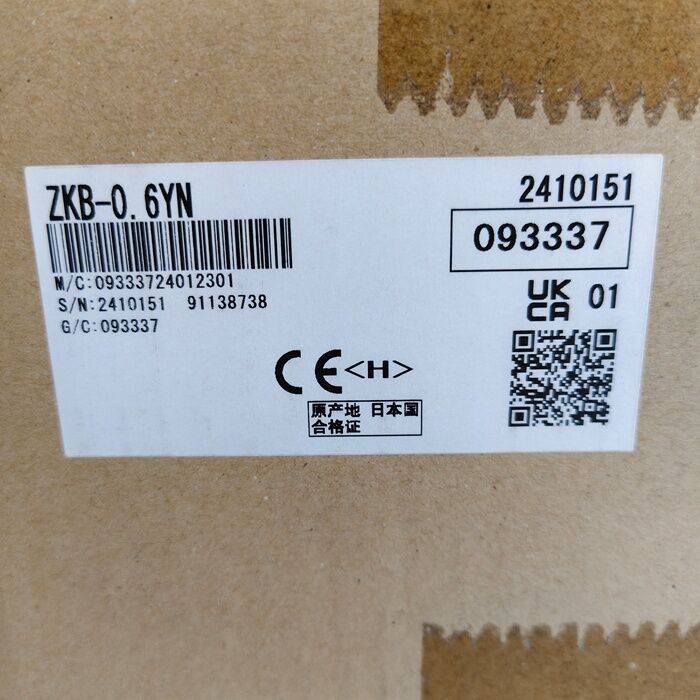 ZKB-0.6YN
2410151
093337
M/C:09333724012301
S/N:2410151 91138738
G/C:093337
UK
CA 01
CE <H>
原产地 日本国
合格证